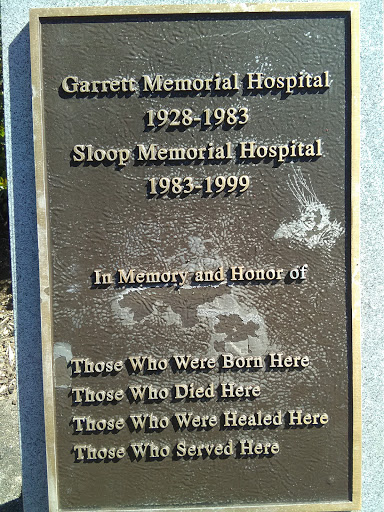 Garrett Memorial Hospital
1928-1983
Sloop Memorial Hospital
1983-1999
In Memory and Honor of
Those Who Were Born Here
Those Who Died Here
Those Who Were Healed Here
Those Who Served Here